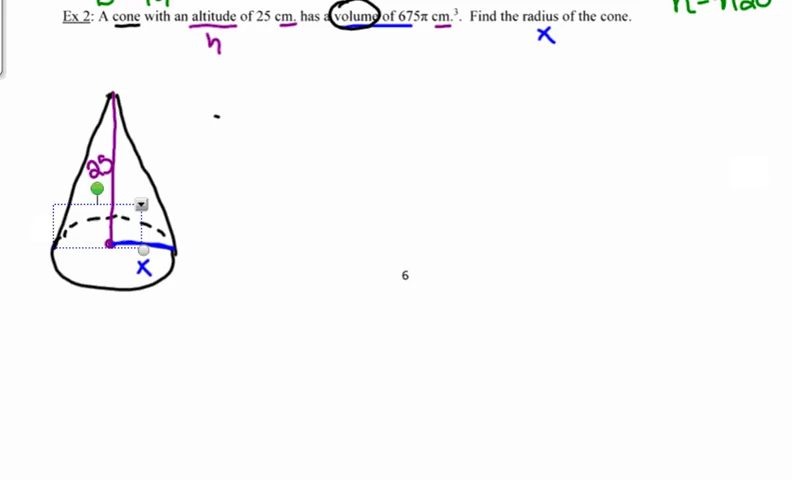 Ex 2: A cone with an altitude of 25 cm. has a volume of 675π cm.³. Find the radius of the cone.
h
x
25
x
6